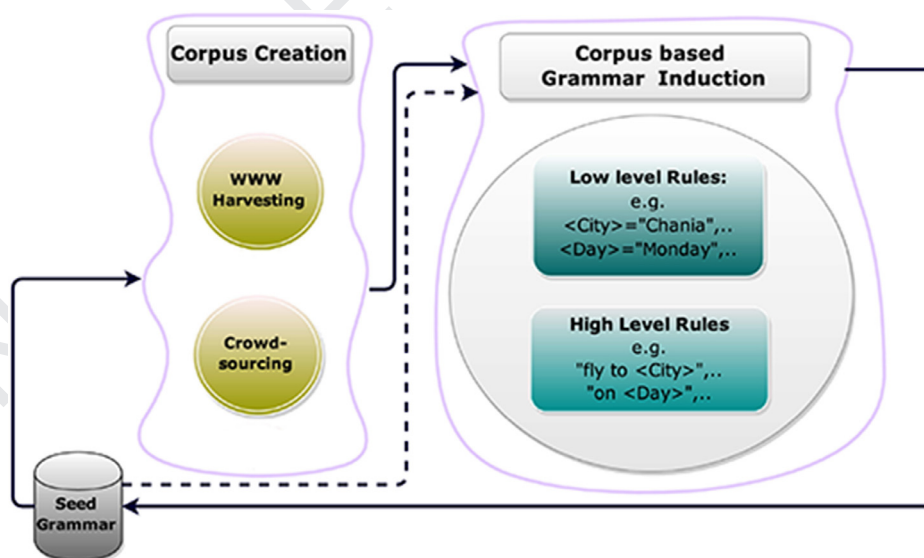 Corpus Creation
WWW
Harvesting
Crowd-
sourcing
Seed
Grammar
Corpus based
Grammar Induction
Low level Rules:
e.g.
<City>="Chania",..
<Day>="Monday",..
High Level Rules
e.g.
"fly to <City>",..
"on <Day>",..